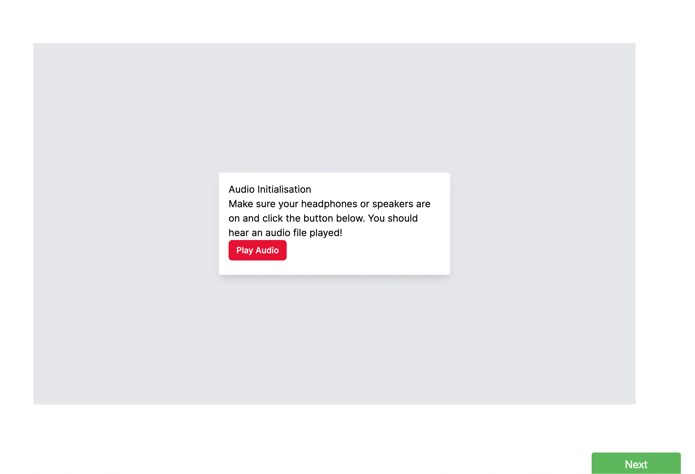 Audio Initialisation
Make sure your headphones or speakers are
on and click the button below. You should
hear an audio file played!
Play Audio
Next